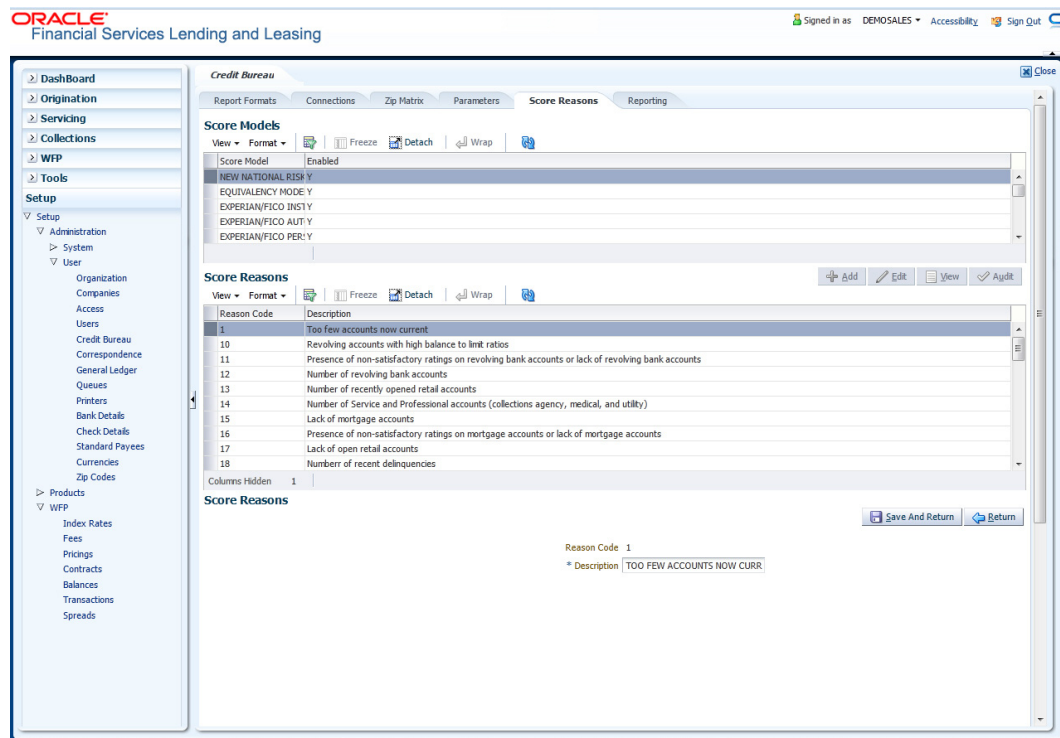 ORACLE
Financial Services Lending and Leasing
Signed in as DEMOSALES Accessibility Sign Out
Close
DashBoard
Origination
Servicing
Collections
WFP
Tools
Setup
Setup
Administration
System
User
Organization
Companies
Access
Users
Credit Bureau
Correspondence
General Ledger
Queues
Printers
Bank Details
Check Details
Standard Payees
Currencies
Zip Codes
Products
WFP
Index Rates
Fees
Pricings
Contracts
Balances
Transactions
Spreads
Credit Bureau
Report Formats Connections Zip Matrix Parameters Score Reasons Reporting
Score Models
View Format Freeze Detach Wrap
Score Model Enabled
NEW NATIONAL RISK Y
EQUIVALENCY MODE Y
EXPERIAN/FICO INST Y
EXPERIAN/FICO AUT Y
EXPERIAN/FICO PER Y
Score Reasons
Add Edit View Audit
View Format Freeze Detach Wrap
Reason Code Description
1 Too few accounts now current
10 Revolving accounts with high balance to limit ratios
11 Presence of non-satisfactory ratings on revolving bank accounts or lack of revolving bank accounts
12 Number of revolving bank accounts
13 Number of recently opened retail accounts
14 Number of Service and Professional accounts (collections agency, medical, and utility)
15 Lack of mortgage accounts
16 Presence of non-satisfactory ratings on mortgage accounts or lack of mortgage accounts
17 Lack of open retail accounts
18 Numberr of recent delinquencies
Columns Hidden 1
Score Reasons
Save And Return Return
Reason Code 1
* Description TOO FEW ACCOUNTS NOW CURR